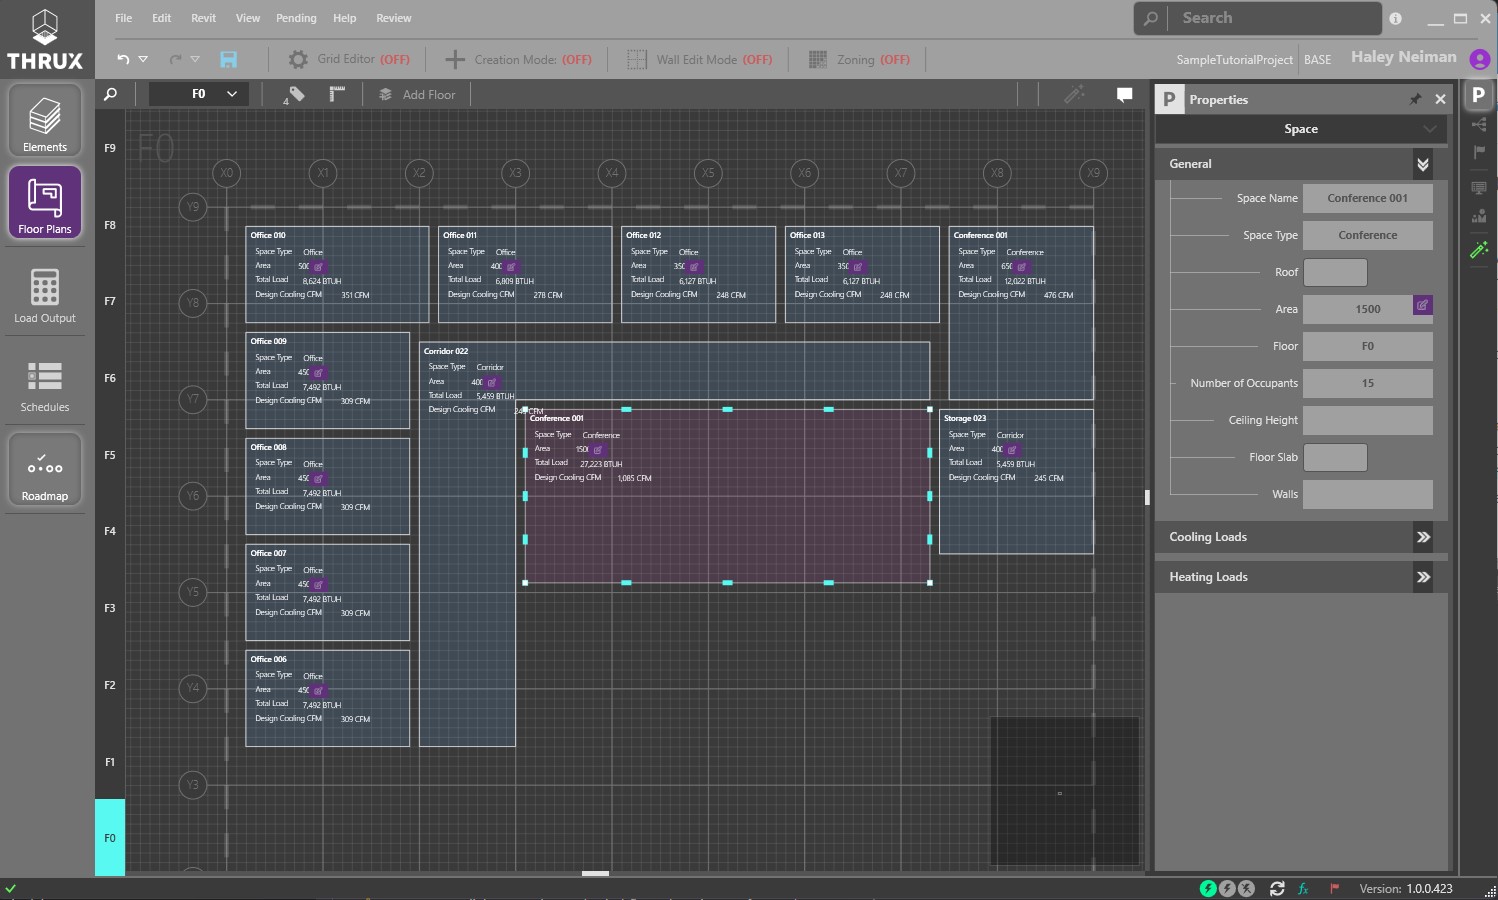 THRUX
File Edit Revit View Pending Help Review
Search
Grid Editor (OFF) Creation Mode: (OFF) Wall Edit Mode (OFF) Zoning (OFF)
SampleTutorialProject BASE Haley Neiman
F0 4 Add Floor
P Properties
P
Elements
Floor Plans
Load Output
Schedules
Roadmap
F9
F8
F7
F6
F5
F4
F3
F2
F1
F0
F0
X0 X1 X2 X3 X4 X5 X6 X7 X8 X9
Y9
Y8
Y7
Y6
Y5
Y4
Y3
Office 010
Space Type Office
Area 500
Total Load 8,624 BTUH
Design Cooling CFM 351 CFM
Office 011
Space Type Office
Area 400
Total Load 6,809 BTUH
Design Cooling CFM 278 CFM
Office 012
Space Type Office
Area 350
Total Load 6,127 BTUH
Design Cooling CFM 248 CFM
Office 013
Space Type Office
Area 350
Total Load 6,127 BTUH
Design Cooling CFM 248 CFM
Conference 001
Space Type Conference
Area 650
Total Load 12,022 BTUH
Design Cooling CFM 476 CFM
Office 009
Space Type Office
Area 450
Total Load 7,492 BTUH
Design Cooling CFM 309 CFM
Corridor 022
Space Type Corridor
Area 400
Total Load 5,459 BTUH
Design Cooling CFM
Conference 001
Space Type Conference
Area 1500
Total Load 27,223 BTUH
Design Cooling CFM 1,085 CFM
Storage 023
Space Type Corridor
Area 400
Total Load 5,459 BTUH
Design Cooling CFM 245 CFM
Office 008
Space Type Office
Area 450
Total Load 7,492 BTUH
Design Cooling CFM 309 CFM
Office 007
Space Type Office
Area 450
Total Load 7,492 BTUH
Design Cooling CFM 309 CFM
Office 006
Space Type Office
Area 450
Total Load 7,492 BTUH
Design Cooling CFM 309 CFM
Space
General
Space Name Conference 001
Space Type Conference
Roof
Area 1500
Floor F0
Number of Occupants 15
Ceiling Height
Floor Slab
Walls
Cooling Loads
Heating Loads
fx Version: 1.0.0.423